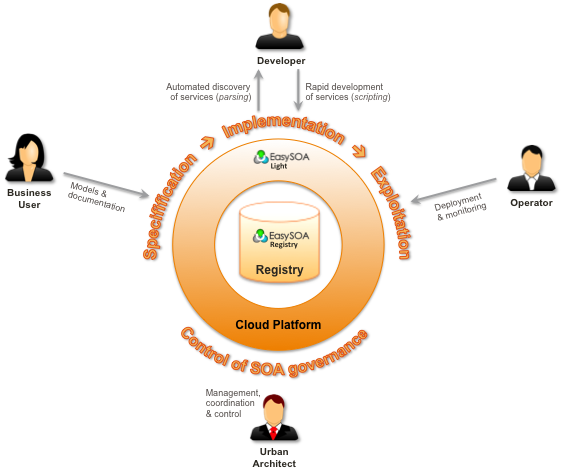 Developer
Automated discovery
of services (parsing)
Rapid development
of services (scripting)
Specification
Implementation
Exploitation
EasySOA
Light
Business
User
Models &
documentation
Operator
Deployment
& monitoring
EasySOA
Registry
Registry
Cloud Platform
Control of SOA governance
Management,
coordination
& control
Urban
Architect